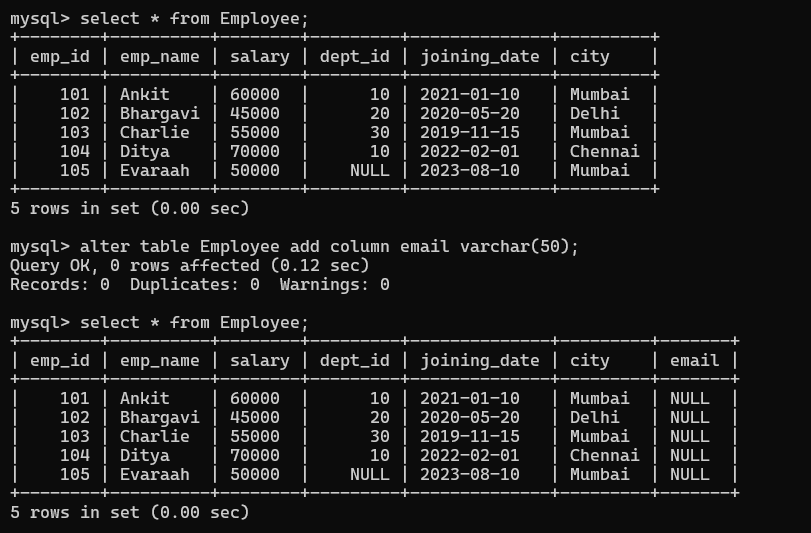 mysql> select * from Employee;
+--------+----------+--------+---------+--------------+---------+
| emp_id | emp_name | salary | dept_id | joining_date | city    |
+--------+----------+--------+---------+--------------+---------+
|    101 | Ankit    | 60000  |      10 | 2021-01-10   | Mumbai  |
|    102 | Bhargavi | 45000  |      20 | 2020-05-20   | Delhi   |
|    103 | Charlie  | 55000  |      30 | 2019-11-15   | Mumbai  |
|    104 | Ditya    | 70000  |      10 | 2022-02-01   | Chennai |
|    105 | Evaraah  | 50000  |    NULL | 2023-08-10   | Mumbai  |
+--------+----------+--------+---------+--------------+---------+
5 rows in set (0.00 sec)

mysql> alter table Employee add column email varchar(50);
Query OK, 0 rows affected (0.12 sec)
Records: 0  Duplicates: 0  Warnings: 0

mysql> select * from Employee;
+--------+----------+--------+---------+--------------+---------+-------+
| emp_id | emp_name | salary | dept_id | joining_date | city    | email |
+--------+----------+--------+---------+--------------+---------+-------+
|    101 | Ankit    | 60000  |      10 | 2021-01-10   | Mumbai  | NULL  |
|    102 | Bhargavi | 45000  |      20 | 2020-05-20   | Delhi   | NULL  |
|    103 | Charlie  | 55000  |      30 | 2019-11-15   | Mumbai  | NULL  |
|    104 | Ditya    | 70000  |      10 | 2022-02-01   | Chennai | NULL  |
|    105 | Evaraah  | 50000  |    NULL | 2023-08-10   | Mumbai  | NULL  |
+--------+----------+--------+---------+--------------+---------+-------+
5 rows in set (0.00 sec)